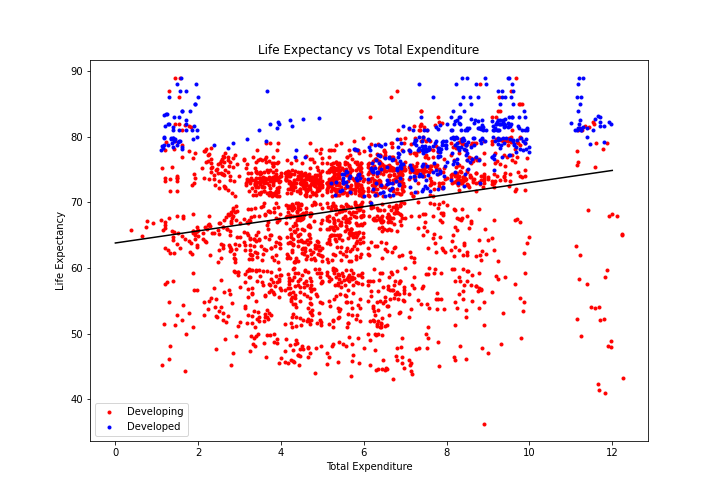 Life Expectancy vs Total Expenditure
90
80
70
60
50
40
Life Expectancy
Developing
Developed
0 2 4 6 8 10 12
Total Expenditure